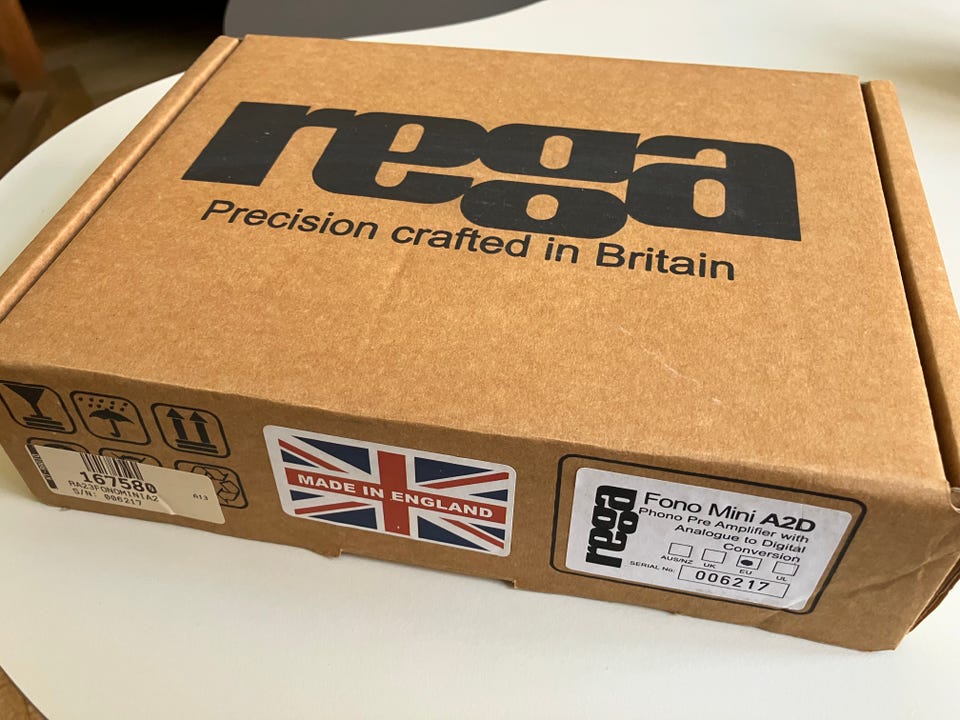 rega
Precision crafted in Britain
167580
RA23FONOMINIA2
A13
S/N: 006217
MADE IN ENGLAND
rega
Fono Mini A2D
Phono Pre Amplifier with
Analogue to Digital
Conversion
AUS/NZ UK EU UL
SERIAL No: 006217